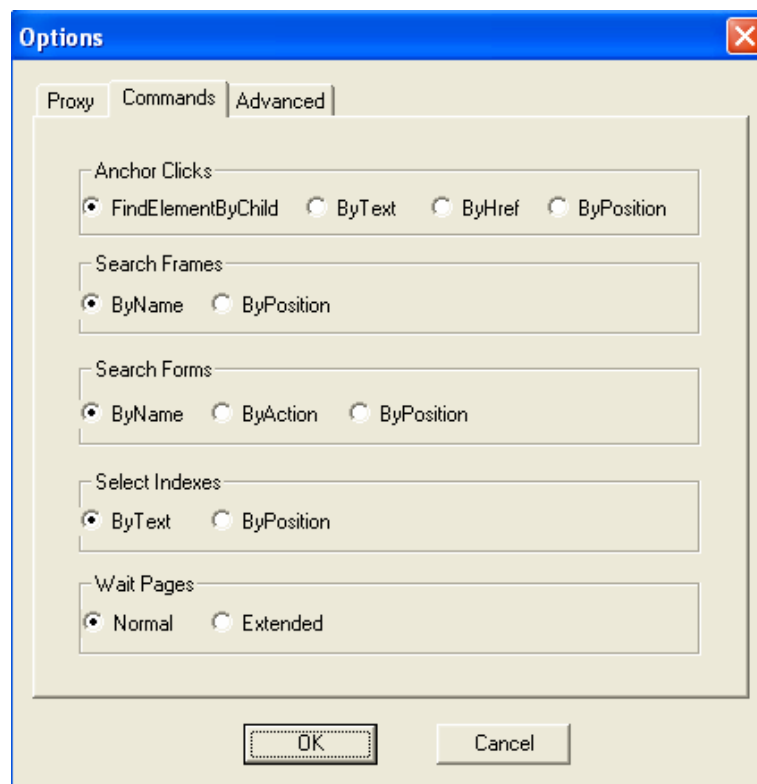 Options
Proxy Commands Advanced
Anchor Clicks
FindElementByChild ByText ByHref ByPosition
Search Frames
ByName ByPosition
Search Forms
ByName ByAction ByPosition
Select Indexes
ByText ByPosition
Wait Pages
Normal Extended
OK Cancel